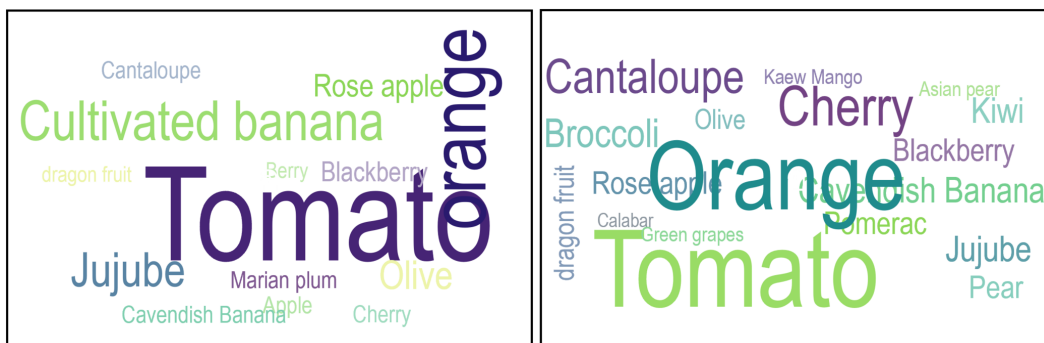 orange
Cantaloupe
Rose apple
Cultivated banana
dragon fruit
Berry
Blackberry
Tomato
Jujube
Marian plum
Olive
Apple
Cavendish Banana
Cherry
Cantaloupe
Kaew Mango
Asian pear
Cherry
Kiwi
Olive
Broccoli
Blackberry
Orange
Rose apple
Cavendish Banana
dragon fruit
Calabar
Pomerac
Green grapes
Tomato
Jujube
Pear